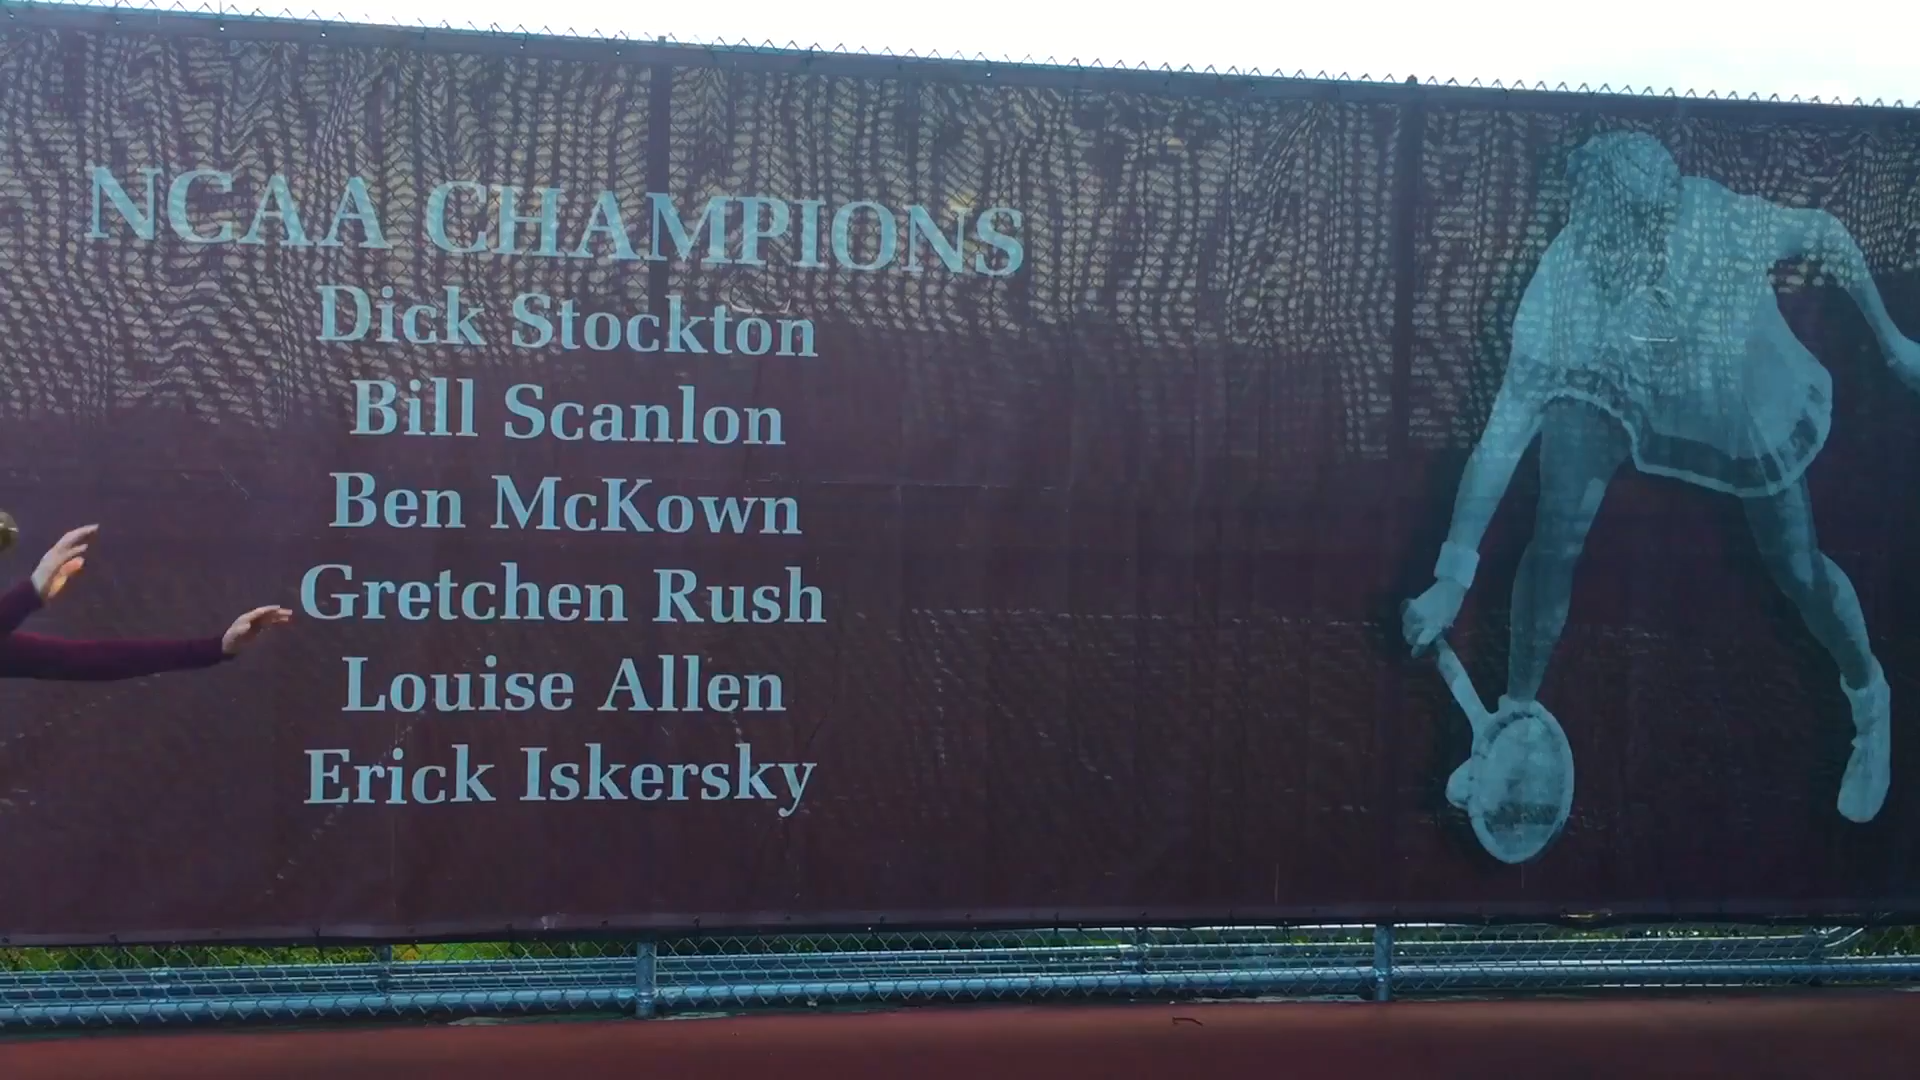 NCAA CHAMPIONS
Dick Stockton
Bill Scanlon
Ben McKown
Gretchen Rush
Louise Allen
Erick Iskersky